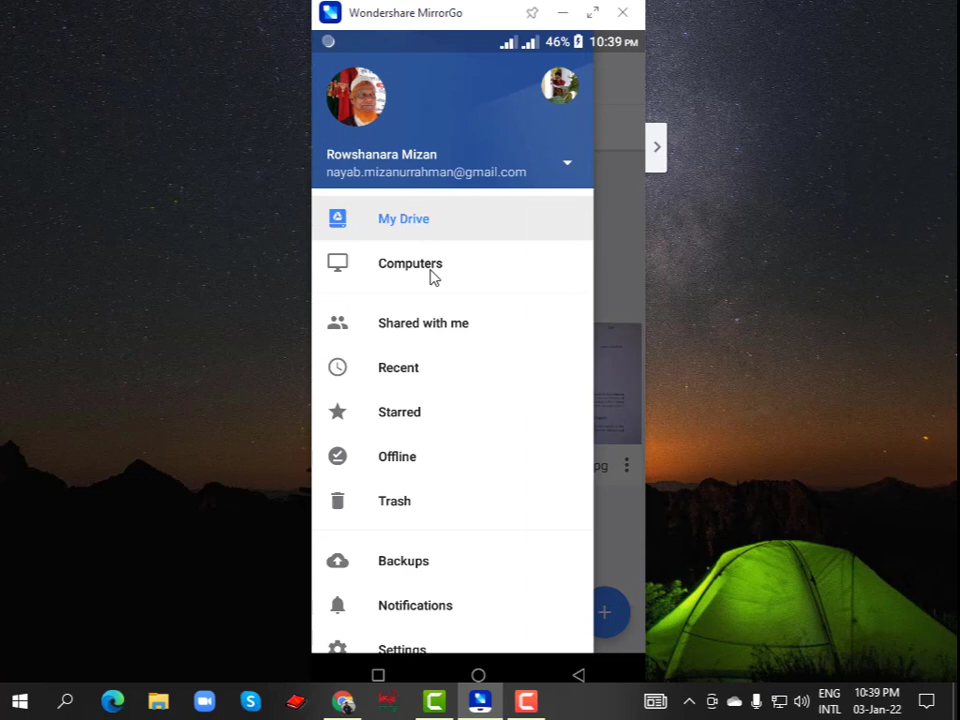 Wondershare MirrorGo
46% 10:39 PM
Rowshanara Mizan
nayab.mizanurrahman@gmail.com
My Drive
Computers
Shared with me
Recent
Starred
Offline
Trash
pg
Backups
Notifications
Settings
ENG
INTL
10:39 PM
03-Jan-22